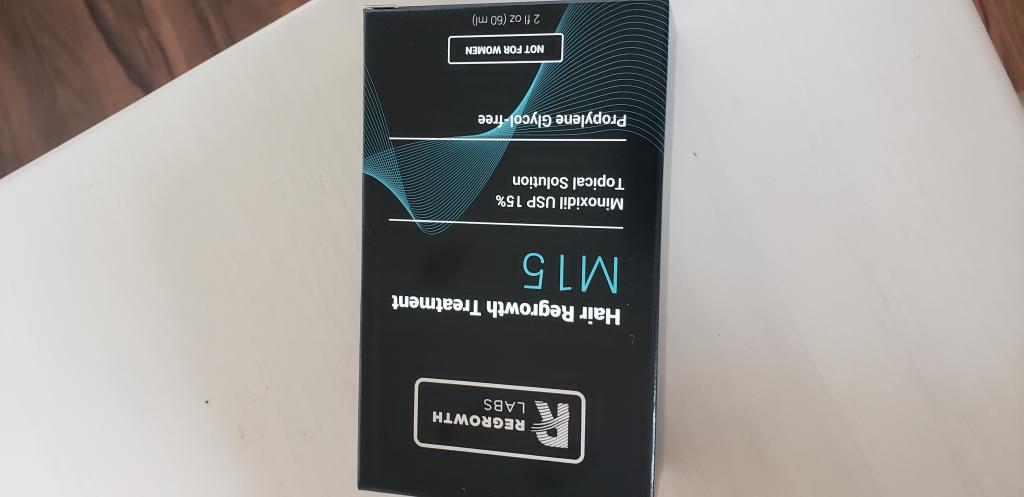 REGROWTH
LABS
Hair Regrowth Treatment
M15
Minoxidil USP 15%
Topical Solution
Propylene Glycol-free
NOT FOR WOMEN
2 fl oz (60 ml)